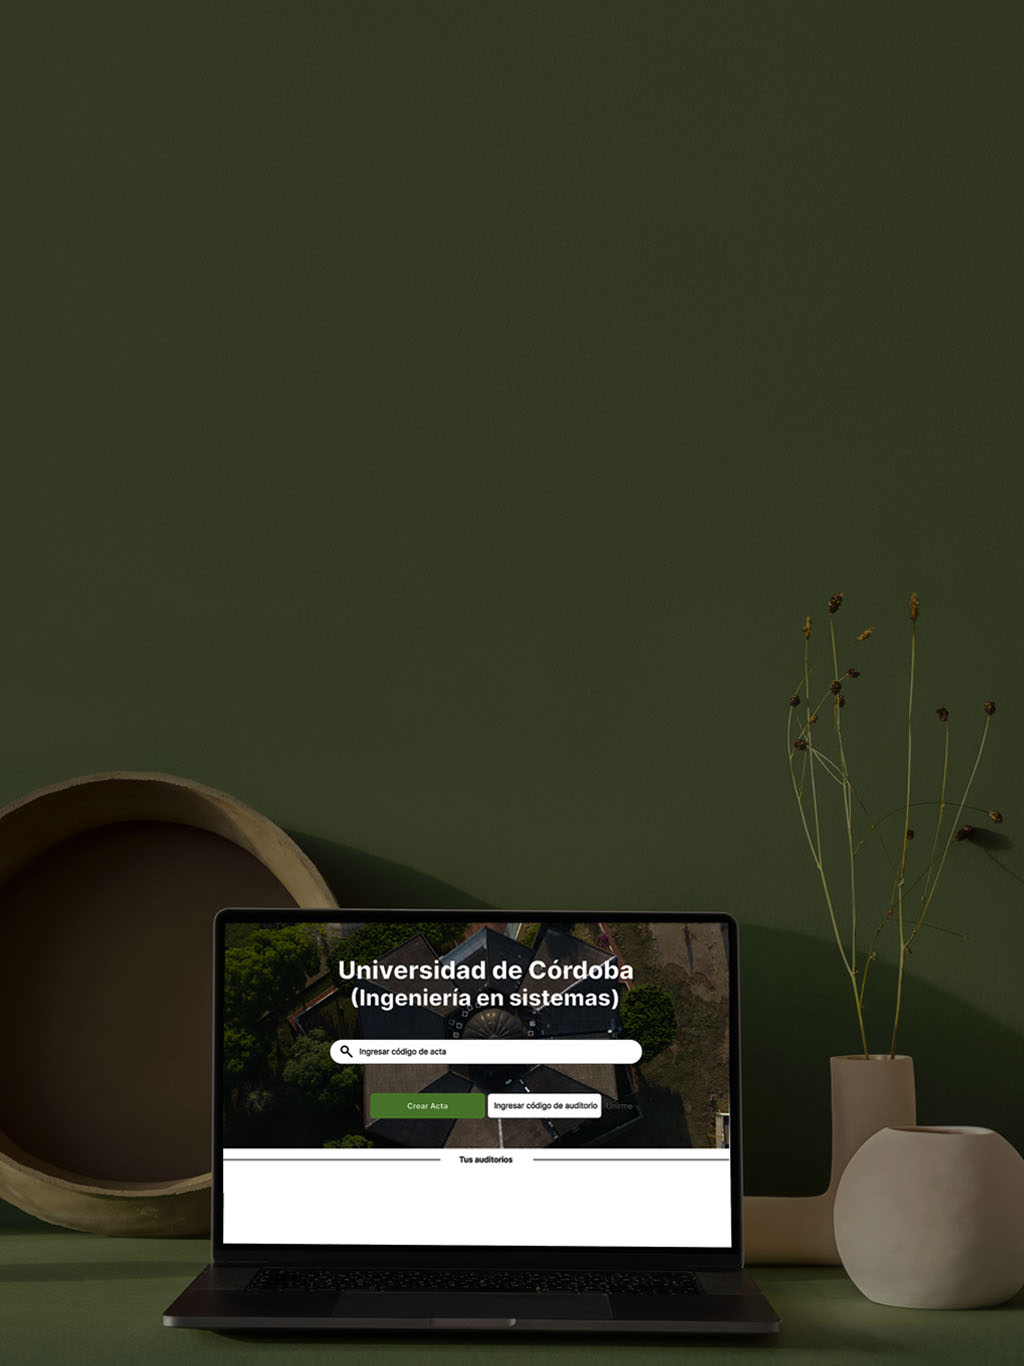 Universidad de Córdoba
(Ingeniería en sistemas)
Ingresar código de acta
Crear Acta
Ingresar código de auditorio
Unirme
Tus auditorios